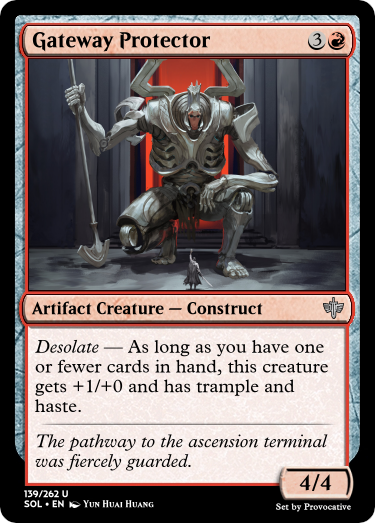 Gateway Protector 3
Artifact Creature — Construct
Desolate — As long as you have one
or fewer cards in hand, this creature
gets +1/+0 and has trample and
haste.
The pathway to the ascension terminal
was fiercely guarded.
4/4
139/262 U
SOL • EN Yun Huai Huang
Set by Provocative